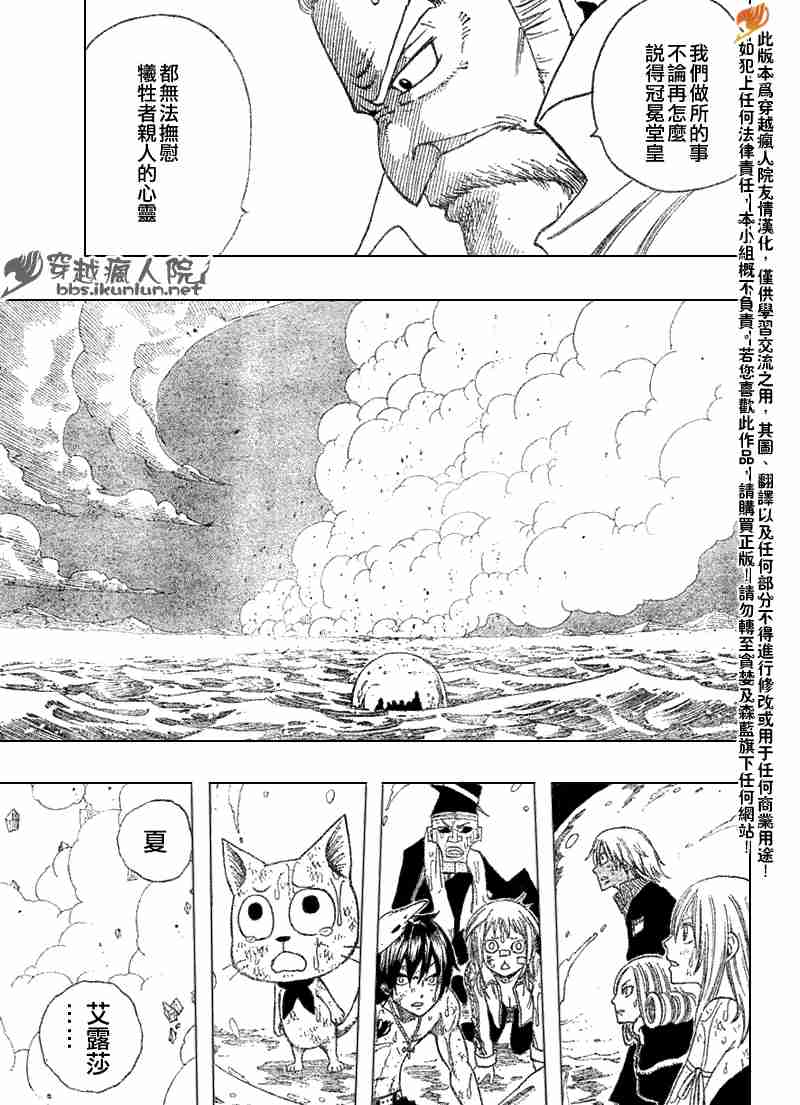 我們做所的事
不論再怎麼
説得冠冕堂皇
都無法撫慰
犧牲者親人的心靈
穿越瘋人院
bbs.ikunlun.net
夏
艾露莎
……
此版本爲穿越瘋人院友情漢化，僅供學習交流之用，其圖、翻譯以及任何部分不得進行修改或用于任何商業用途！
如犯上任何法律責任，本小組概不負責。若您喜歡此作品，請購買正版！請勿轉至貪婪及森藍旗下任何網站！